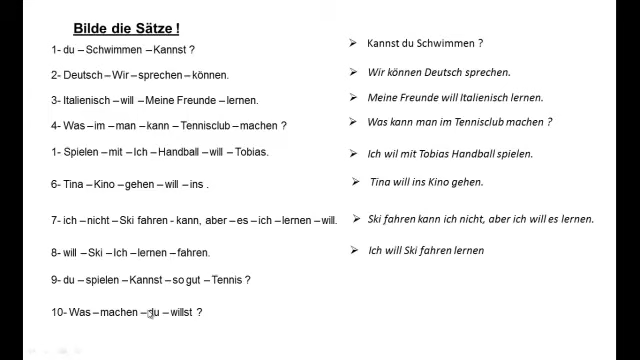 Bilde die Sätze !
1- du – Schwimmen – Kannst ?
➢ Kannst du Schwimmen ?
2- Deutsch – Wir – sprechen – können.
➢ Wir können Deutsch sprechen.
3- Italienisch – will – Meine Freunde – lernen.
➢ Meine Freunde will Italienisch lernen.
4- Was – im – man – kann – Tennisclub – machen ?
➢ Was kann man im Tennisclub machen ?
1- Spielen – mit – Ich – Handball – will – Tobias.
➢ Ich wil mit Tobias Handball spielen.
6- Tina – Kino – gehen – will – ins .
➢ Tina will ins Kino gehen.
7- ich – nicht – Ski fahren - kann, aber – es – ich – lernen – will.
➢ Ski fahren kann ich nicht, aber ich will es lernen.
8- will – Ski – Ich – lernen – fahren.
➢ Ich will Ski fahren lernen
9- du – spielen – Kannst – so gut – Tennis ?
10- Was – machen – du – willst ?